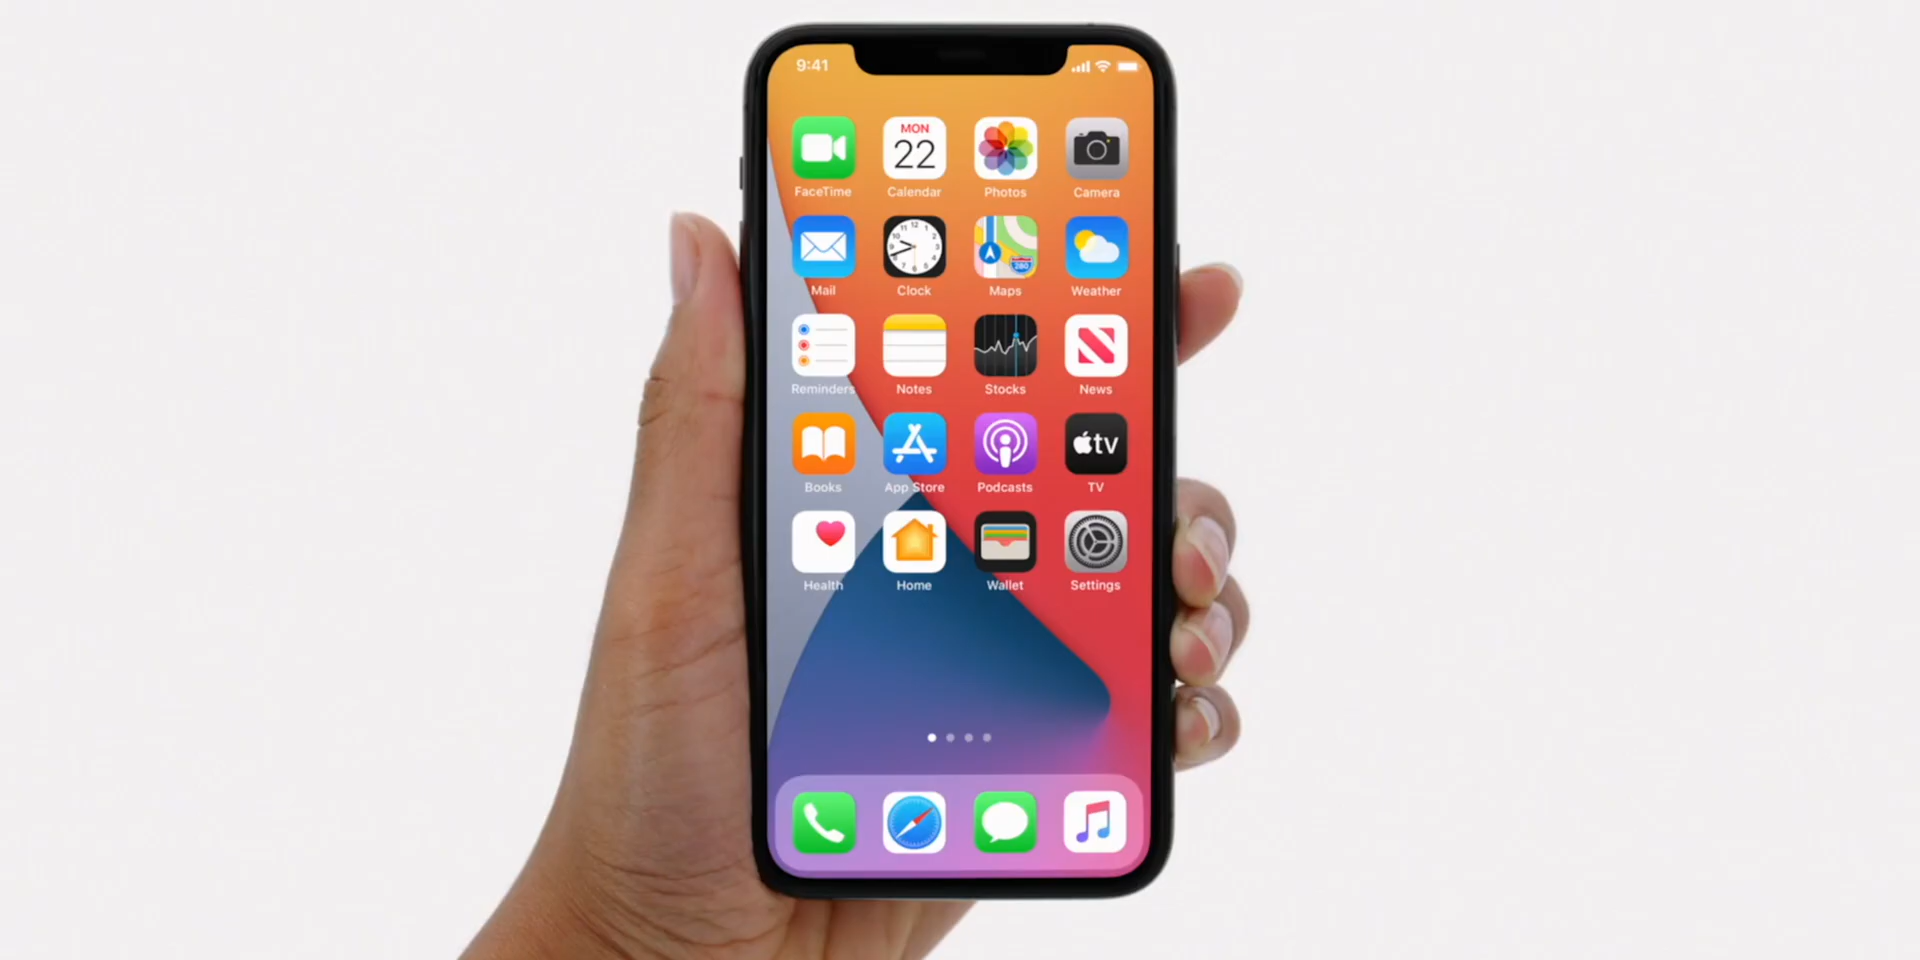 9:41
MON
22
FaceTime Calendar Photos Camera
280
Mail Clock Maps Weather
Reminders Notes Stocks News
tv
Books App Store Podcasts TV
Health Home Wallet Settings